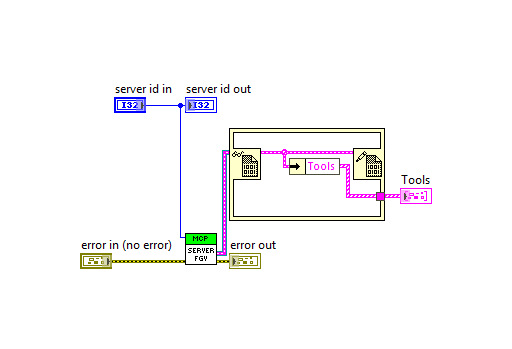 server id in server id out
I32 I32
Tools
Tools
MCP
error in (no error) SERVER error out
FGV